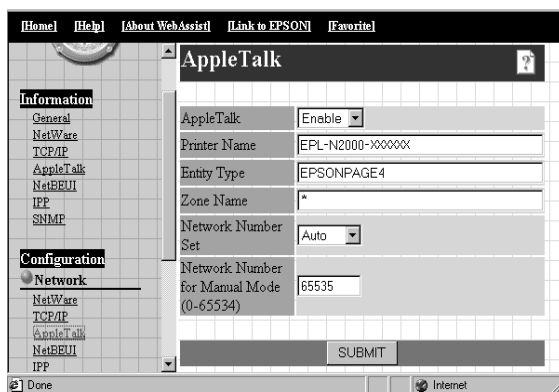 [Home] [Help] [About WebAssist] [Link to EPSON] [Favorite]
Information
General
NetWare
TCP/IP
AppleTalk
NetBEUI
IPP
SNMP
Configuration
Network
NetWare
TCP/IP
AppleTalk
NetBEUI
IPP
AppleTalk
?
AppleTalk Enable
Printer Name EPL-N2000-XXXXXX
Entity Type EPSONPAGE4
Zone Name *
Network Number
Set Auto
Network Number
for Manual Mode 65535
(0-65534)
SUBMIT
Done Internet